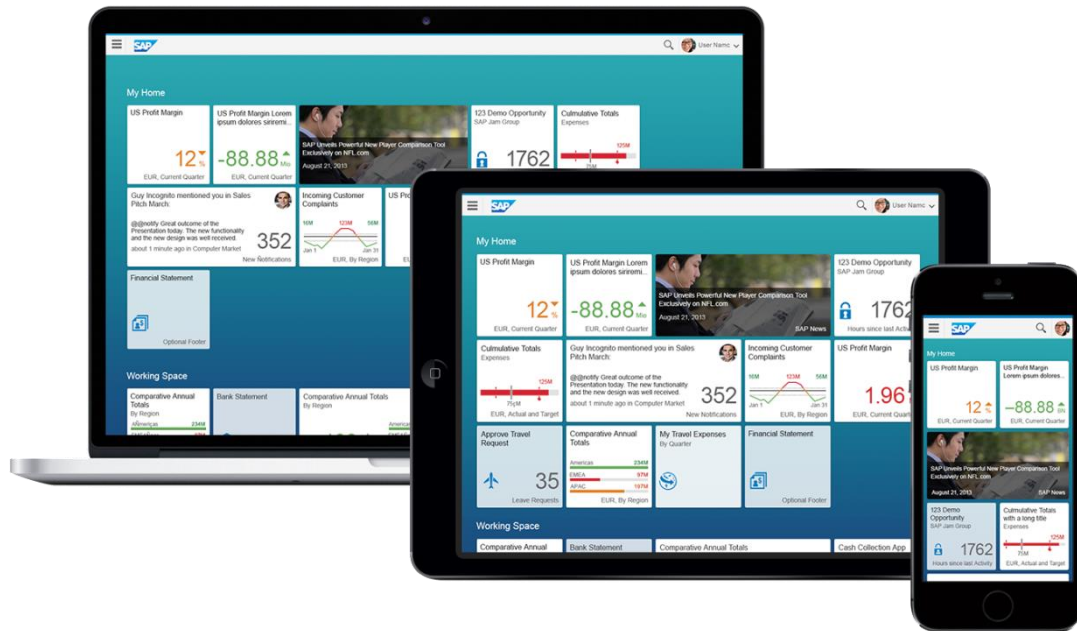 SAP
User Name
My Home
US Profit Margin
12
%
EUR, Current Quarter
US Profit Margin Lorem
ipsum dolores siriremi...
-88.88
Mio
EUR, Current Quarter
SAP Unveils Powerful New Player Comparison Tool
Exclusively on NFL.com
August 21, 2013
123 Demo Opportunity
SAP Jam Group
1762
Culmulative Totals
Expenses
125M
75M
Guy Incognito mentioned you in Sales
Pitch March:
@@notify Great outcome of the
Presentation today. The new functionality
and the new design was well received.
about 1 minute ago in Computer Market
352
New Notifications
Incoming Customer
Complaints
16M 123M 50M
Jan 1 Jan 31
EUR, By Region
US
Financial Statement
Optional Footer
Working Space
Comparative Annual
Totals
By Region
234M
Bank Statement
Comparative Annual Totals
By Region
SAP
User Name
My Home
US Profit Margin
12
%
EUR, Current Quarter
US Profit Margin Lorem
ipsum dolores siriremi...
-88.88
Mio
EUR, Current Quarter
SAP Unveils Powerful New Player Comparison Tool
Exclusively on NFL.com
August 21, 2013
SAP News
123 Demo Opportunity
SAP Jam Group
1762
Hours since last
Culmulative Totals
Expenses
125M
75M
EUR, Actual and Target
Guy Incognito mentioned you in Sales
Pitch March:
@@notify Great outcome of the
Presentation today. The new functionality
and the new design was well received.
about 1 minute ago in Computer Market
352
New Notifications
Incoming Customer
Complaints
16M 123M 50M
Jan 1 Jan 31
EUR, By Region
US Profit Margin
1.96
EUR, Current
Approve Travel
Request
35
Leave Requests
Comparative Annual
Totals
Americas 234M
EMEA 97M
APAC 197M
EUR, By Region
My Travel Expenses
By Quarter
Financial Statement
Optional Footer
Working Space
Comparative Annual
Bank Statement
Comparative Annual Totals
Cash Collection App
SAP
My Home
US Profit Margin
12
%
EUR, Current Quarter
US Profit Margin
Lorem ipsum dolores...
-88.88
EUR, Current Quarter
SAP Unveils Powerful New Player Comparison Tool
Exclusively on NFL.com
August 21, 2013
SAP News
123 Demo
Opportunity
SAP Jam Group
1762
Hours since last Activity
Culmulative Totals
with a long title
Expenses
125M
75M
EUR, Actual and Target